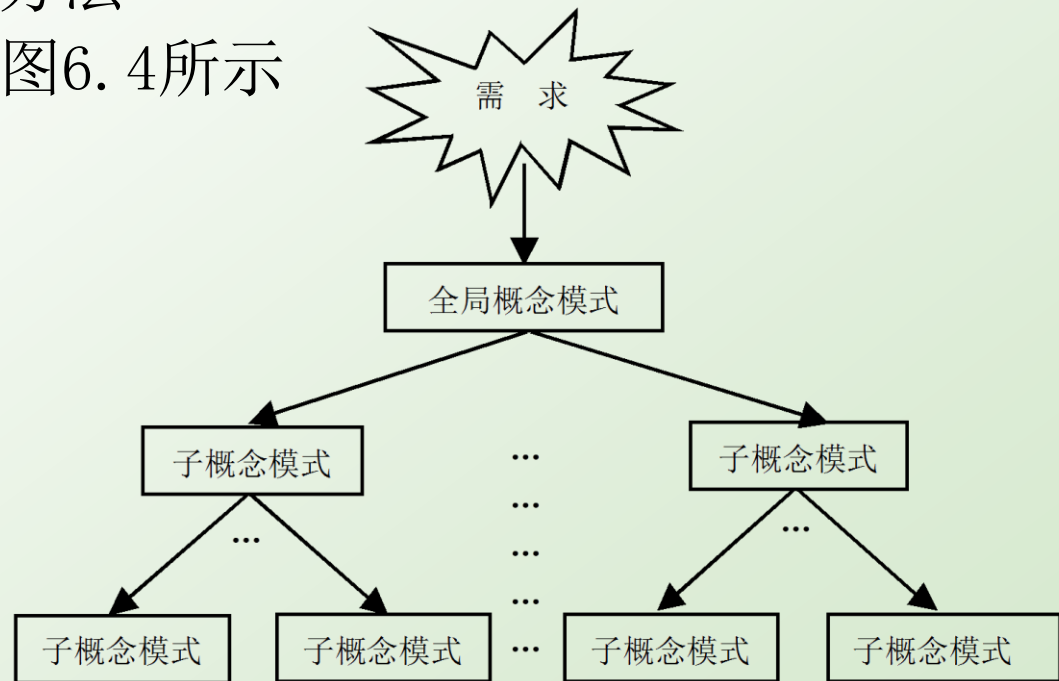 方法
图6.4所示
需 求
全局概念模式
子概念模式 … 子概念模式
…
… … …
…
子概念模式 子概念模式 … 子概念模式 子概念模式